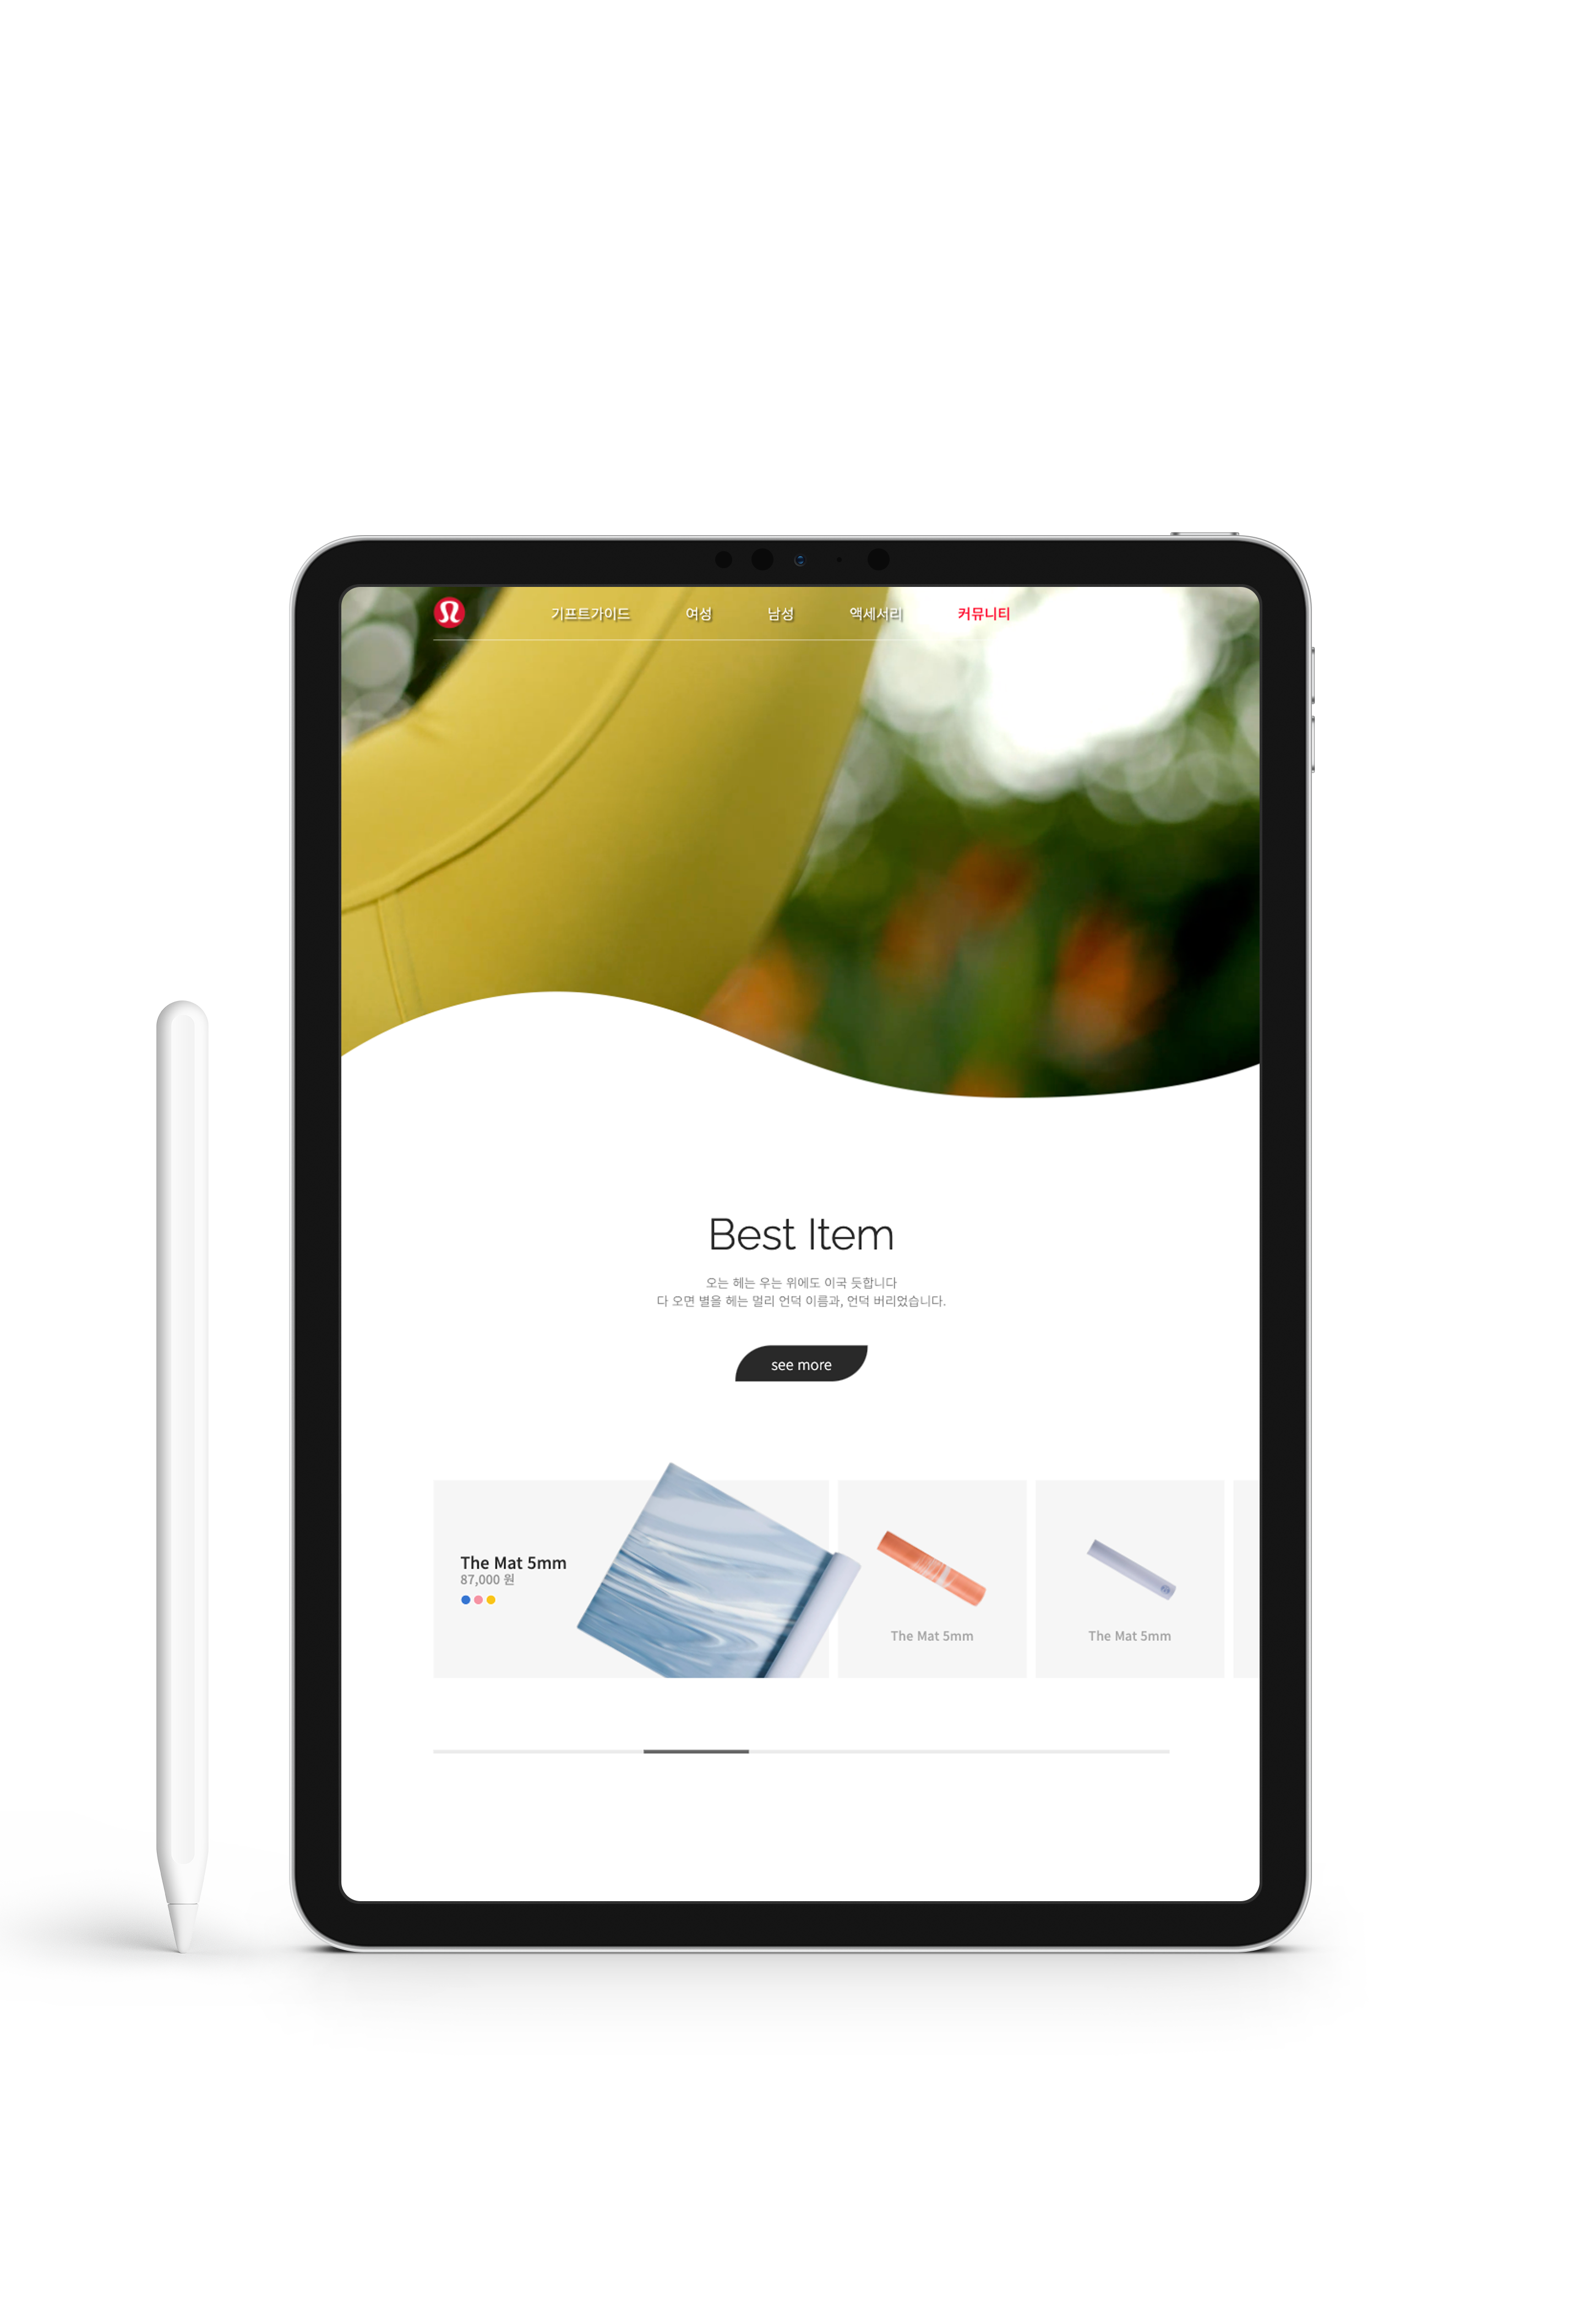 기프트가이드 여성 남성 액세서리 커뮤니티
Best Item
오는 헤는 우는 위에도 이국 듯합니다
다 오면 별을 헤는 멀리 언덕 이름과, 언덕 버리었습니다.
see more
The Mat 5mm
87,000 원
The Mat 5mm
The Mat 5mm